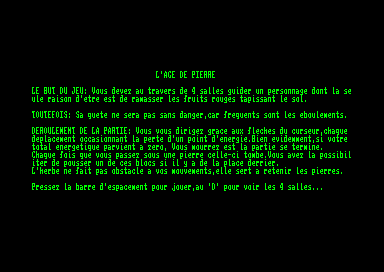 L'AGE DE PIERRE
LE BUT DU JEU: Vous devez au travers de 4 salles guider un personnage dont la se
ule raison d'etre est de ramasser les fruits rouges tapissant le sol.
TOUTEFOIS: Sa quete ne sera pas sans danger,car frequents sont les eboulements.
DEROULEMENT DE LA PARTIE: Vous vous dirigez grace aux fleches du curseur,chaque
deplacement occasionnant la perte d'un point d'energie.Bien evidemment,si votre
total energetique parvient a zero, Vous mourrez est la partie se termine.
Chaque fois que vous passez sous une pierre celle-ci tombe.Vous avez la possibil
iter de pousser un de ces blocs si il y a de la place derrier.
L'herbe ne fait pas obstacle a vos mouvements,elle sert a retenir les pierres.
Pressez la barre d'espacement pour jouer,au 'D' pour voir les 4 salles...